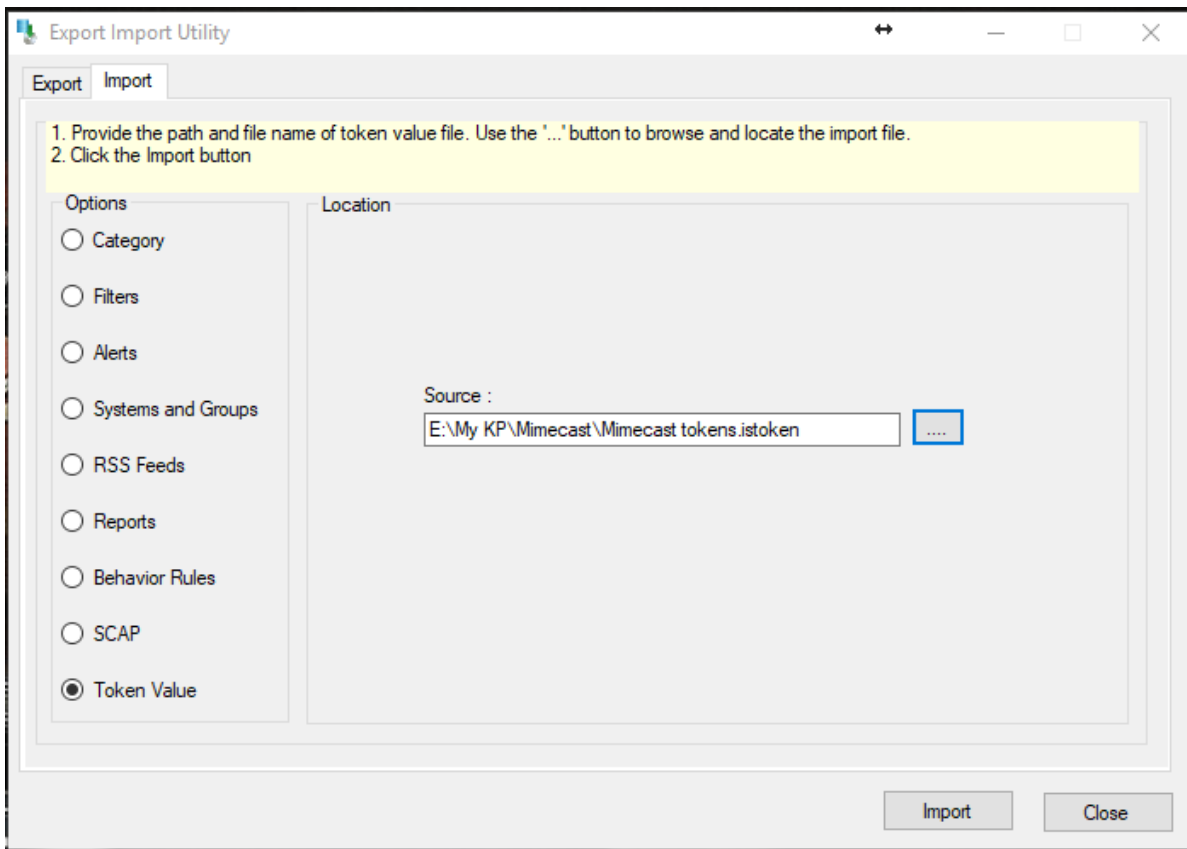 Export Import Utility
Export Import
1. Provide the path and file name of token value file. Use the '...' button to browse and locate the import file.
2. Click the Import button
Options
Category
Filters
Alerts
Systems and Groups
RSS Feeds
Reports
Behavior Rules
SCAP
Token Value
Location
Source :
E:\My KP\Mimecast\Mimecast tokens.istoken ....
Import Close